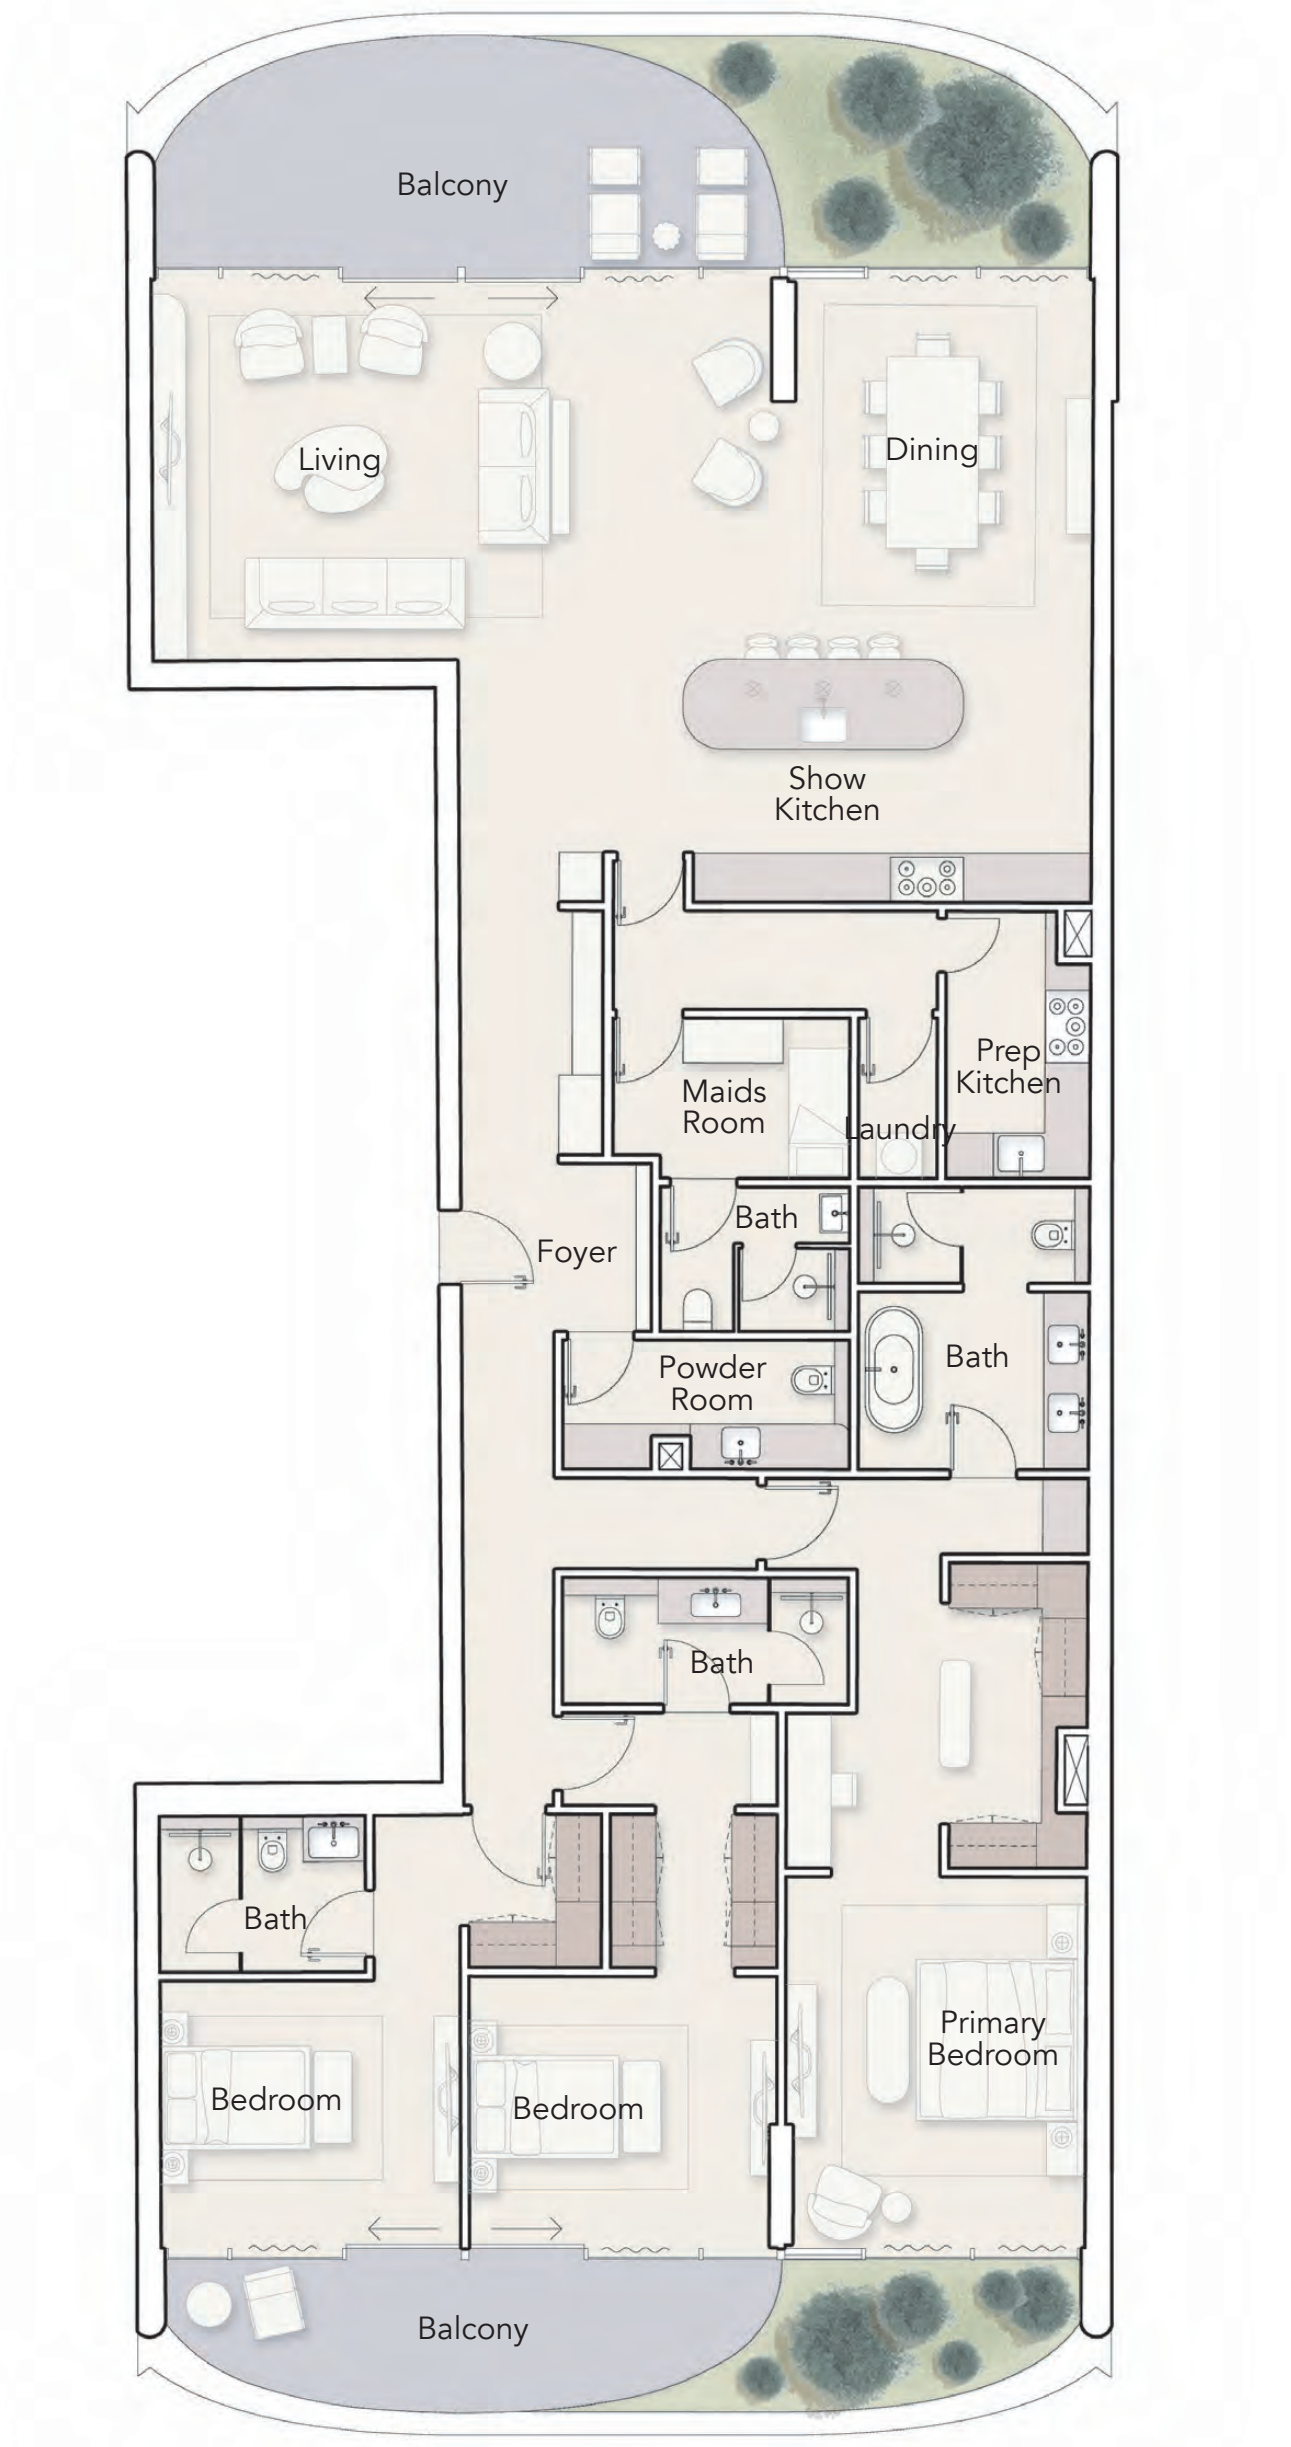 Balcony
Living
Dining
Show
Kitchen
Prep
Kitchen
Maids
Room
Laundry
Bath
Foyer
Bath
Powder
Room
Bath
Bath
Primary
Bedroom
Bedroom
Bedroom
Balcony